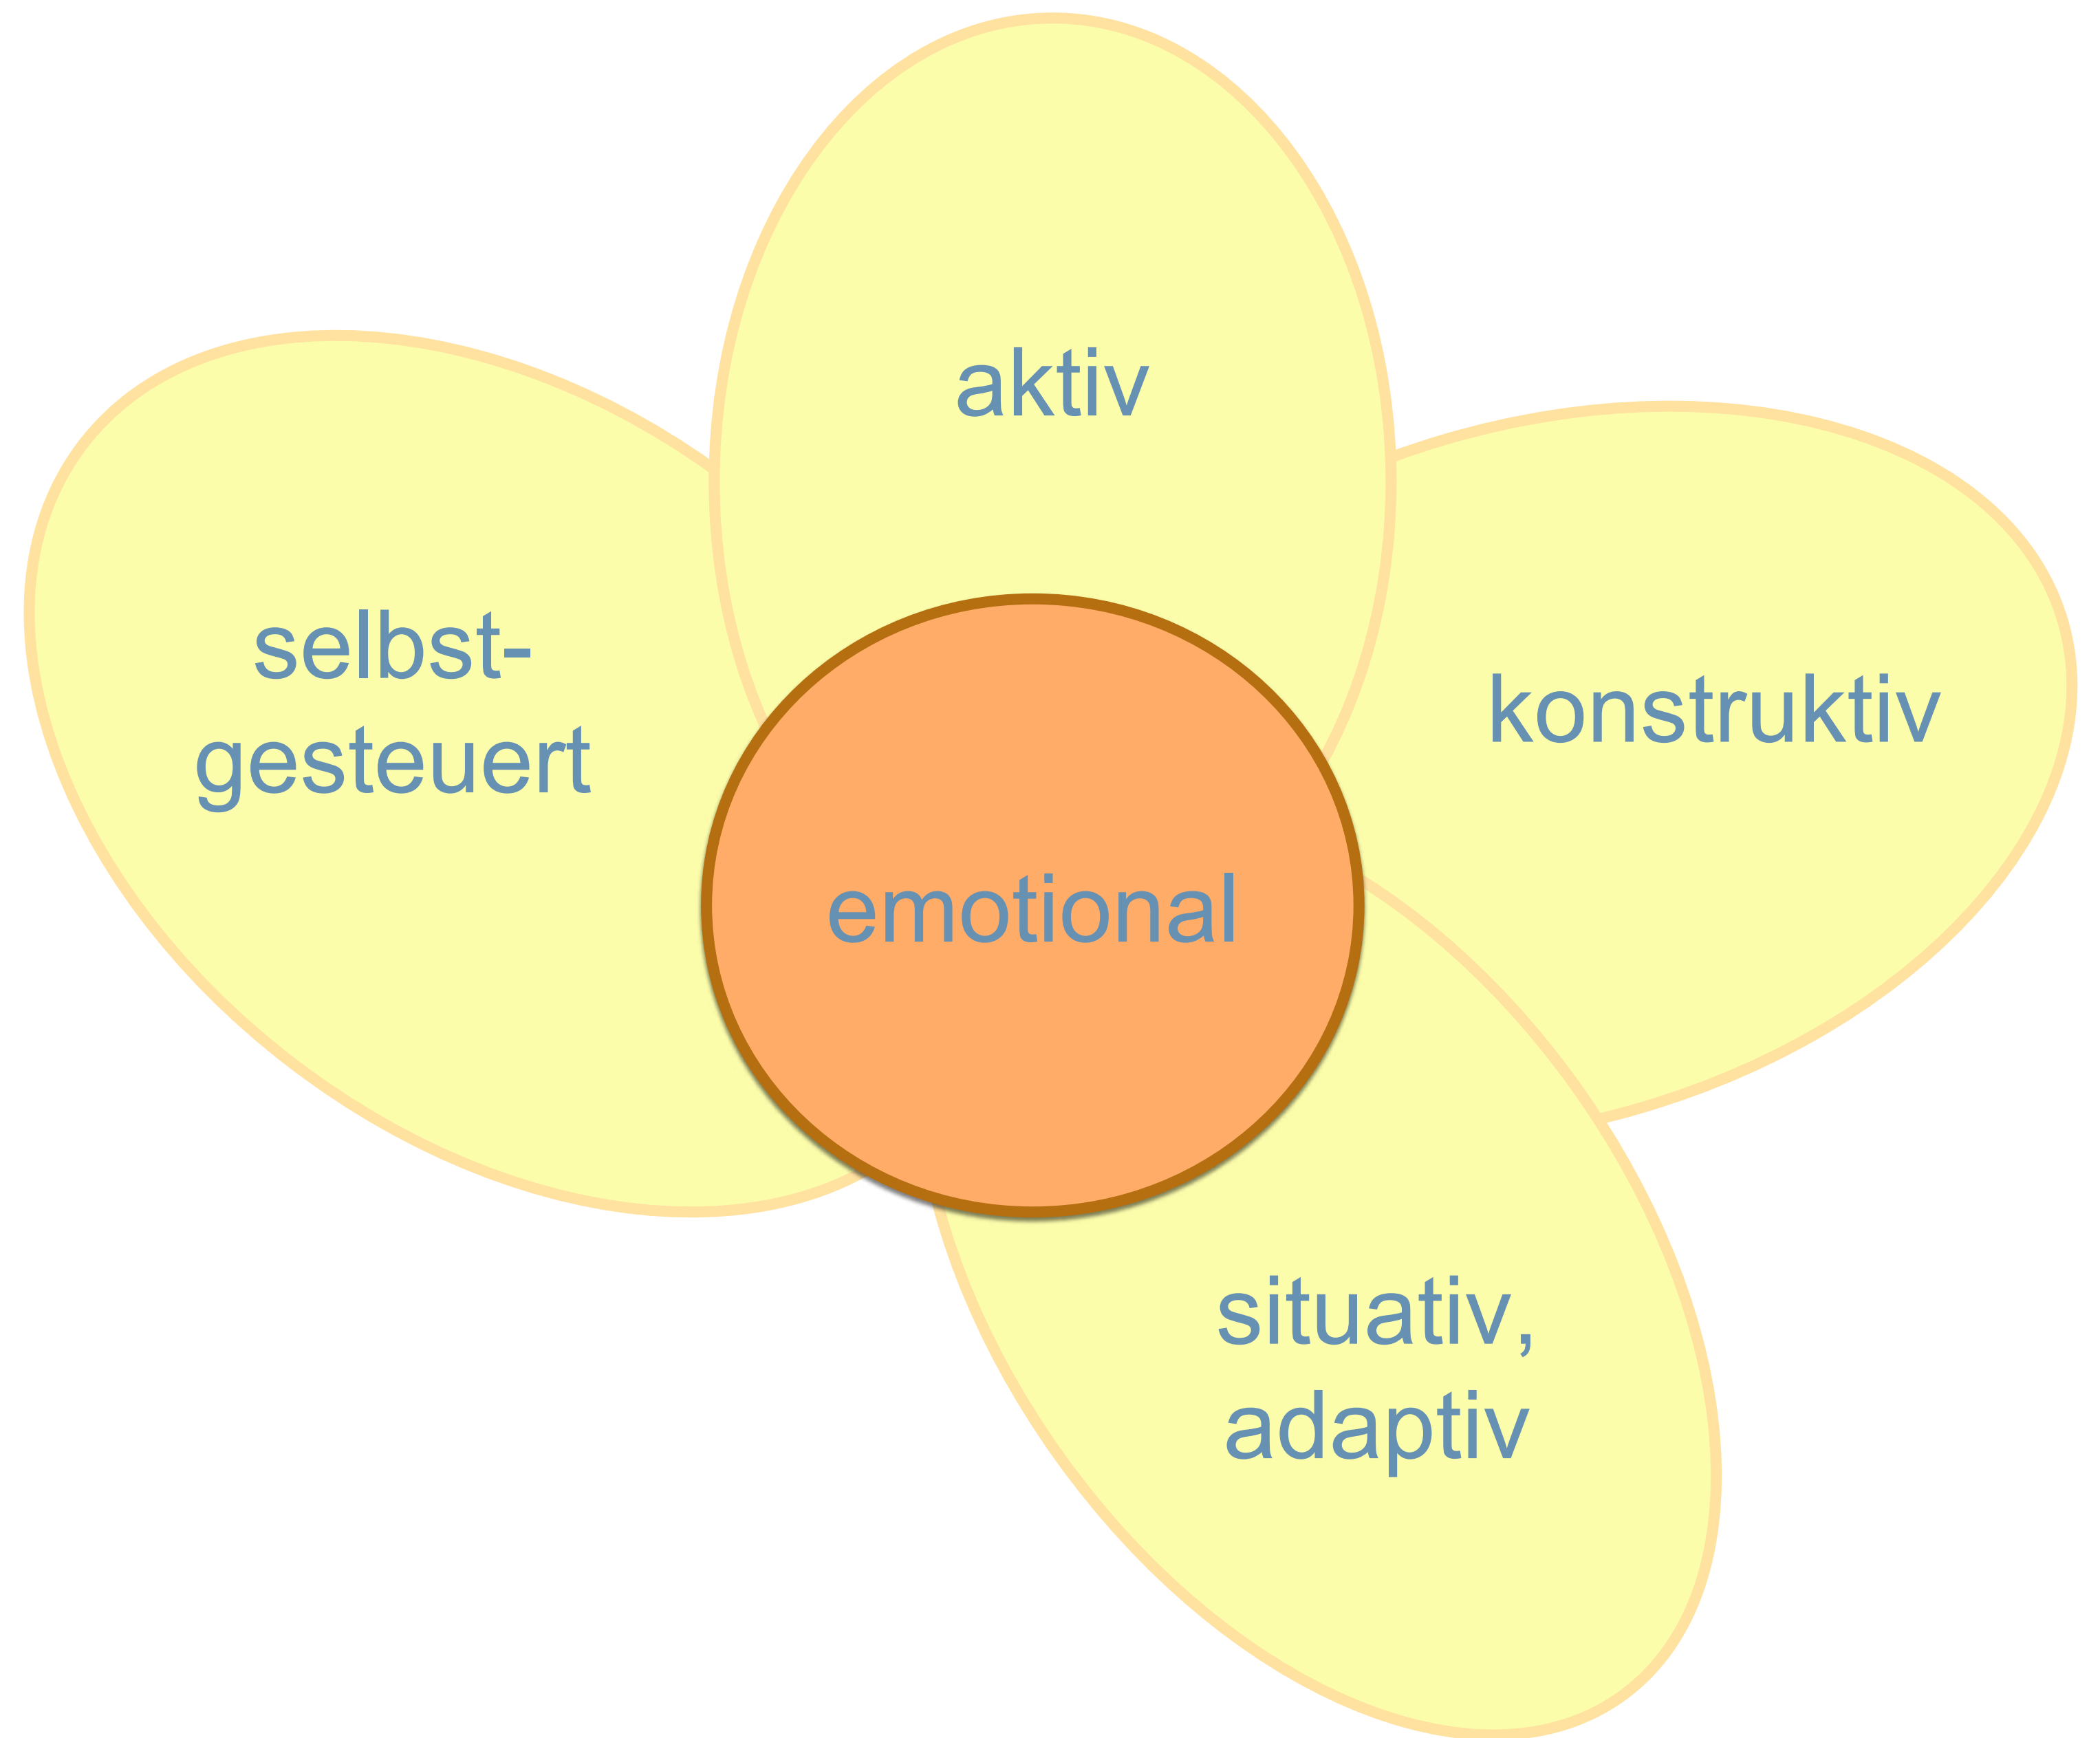 aktiv
selbst-
gesteuert
konstruktiv
emotional
situativ,
adaptiv